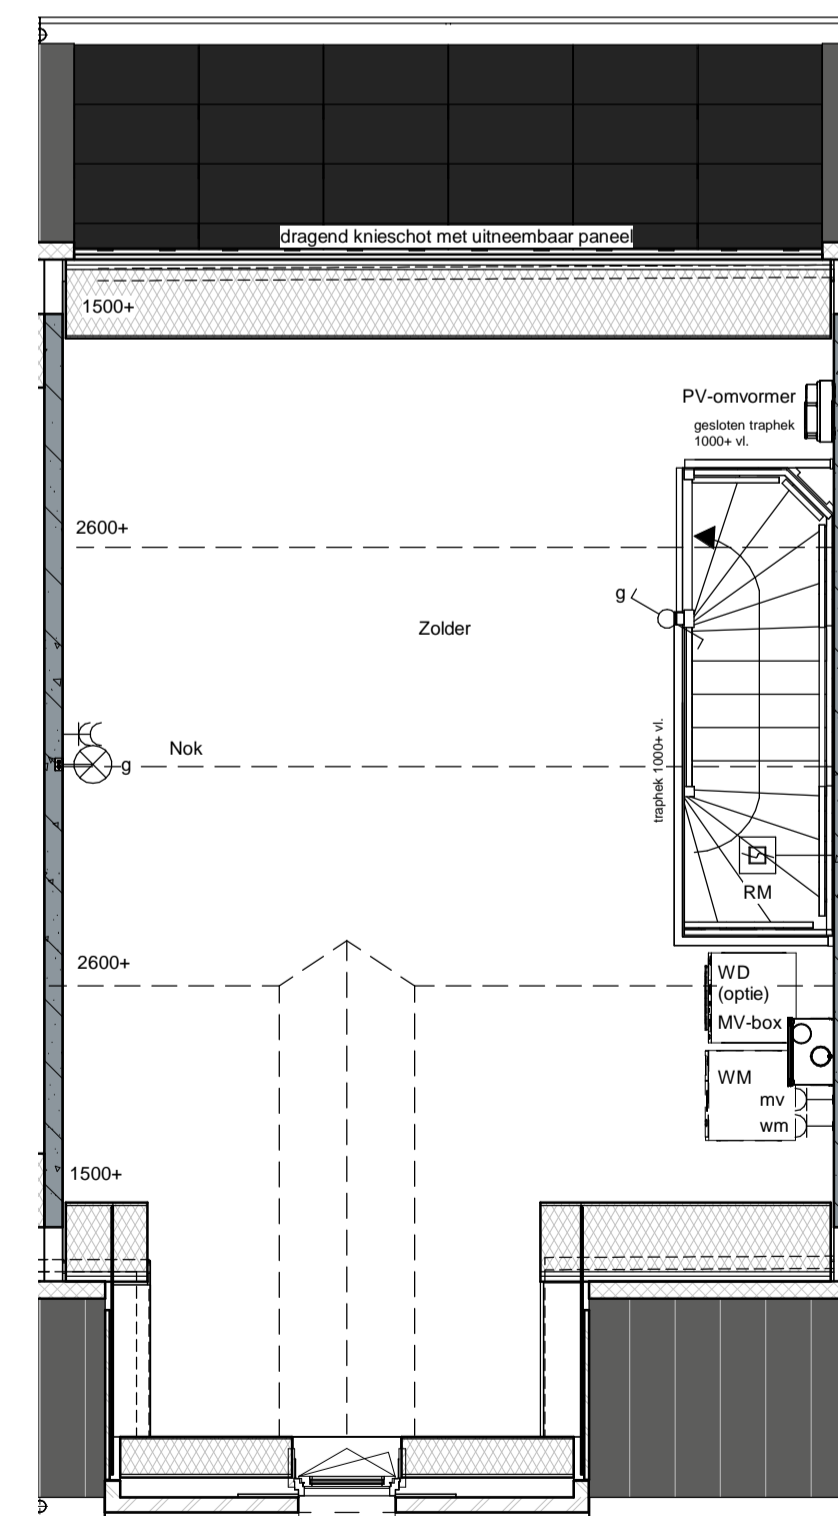 dragend knieschot met uitneembaar paneel
1500+
PV-omvormer
gesloten traphek
1000+ vl.
2600+
g
Zolder
traphek 1000+ vl.
Nok
g
RM
2600+
WD
(optie)
MV-box
WM
mv
wm
1500+